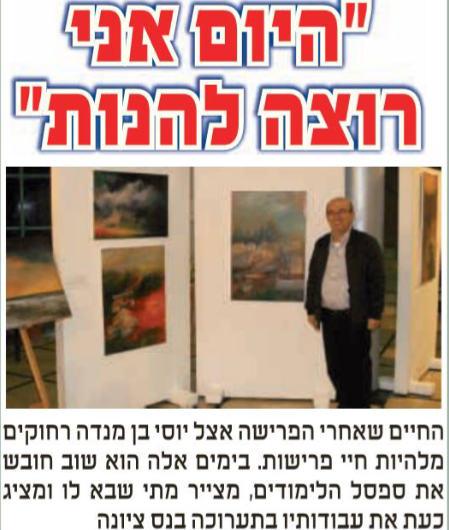 "היום אני
רוצה להנות"
החיים שאחרי הפרישה אצל יוסי בן מנדה רחוקים
מלהיות חיי פרישות. בימים אלה הוא שוב חובש
את ספסל הלימודים, מצייר מתי שבא לו ומציג
כעת את עבודותיו בתערוכה בנס ציונה